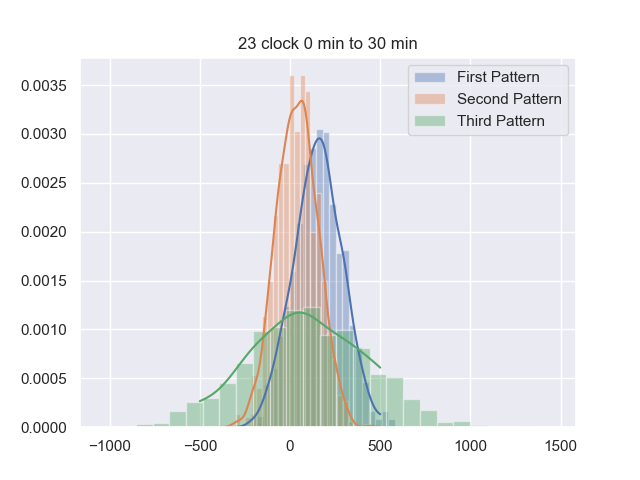 23 clock 0 min to 30 min
First Pattern
Second Pattern
Third Pattern
0.0035
0.0030
0.0025
0.0020
0.0015
0.0010
0.0005
0.0000
−1000 −500 0 500 1000 1500